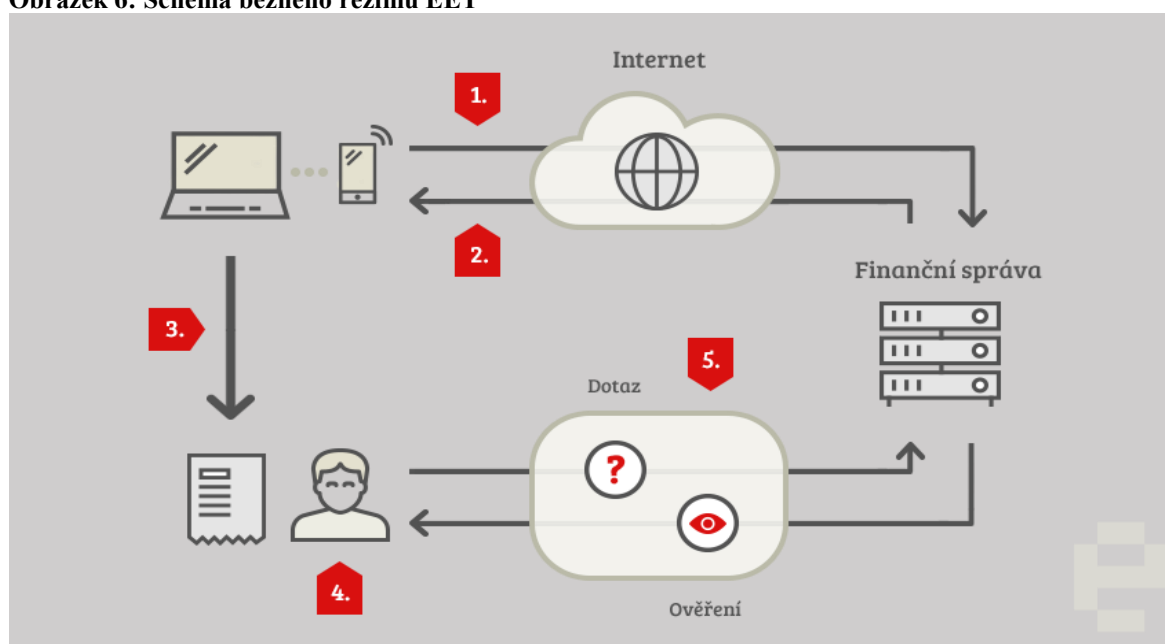 Obrázek 6: Schéma běžného režimu EET
Internet
1.
2.
Finanční správa
3.
5.
Dotaz
?
4.
Ověření